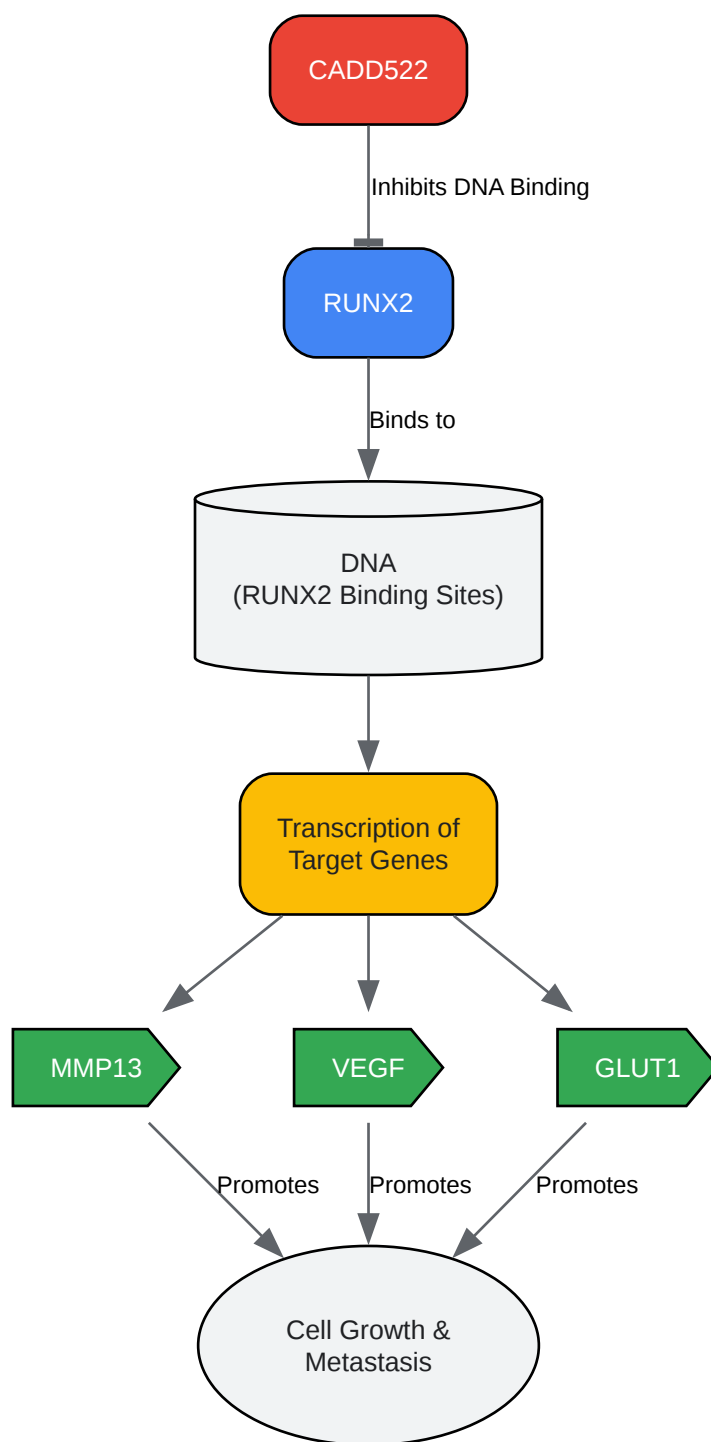 CADD522
Inhibits DNA Binding
RUNX2
Binds to
DNA
(RUNX2 Binding Sites)
Transcription of
Target Genes
MMP13
VEGF
GLUT1
Promotes
Promotes
Promotes
Cell Growth &
Metastasis